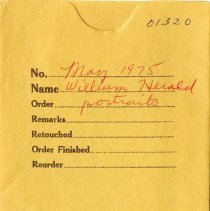 01320
No. May 1975
Name William Herald
Order portraits
Remarks
Retouched
Order Finished
Reorder